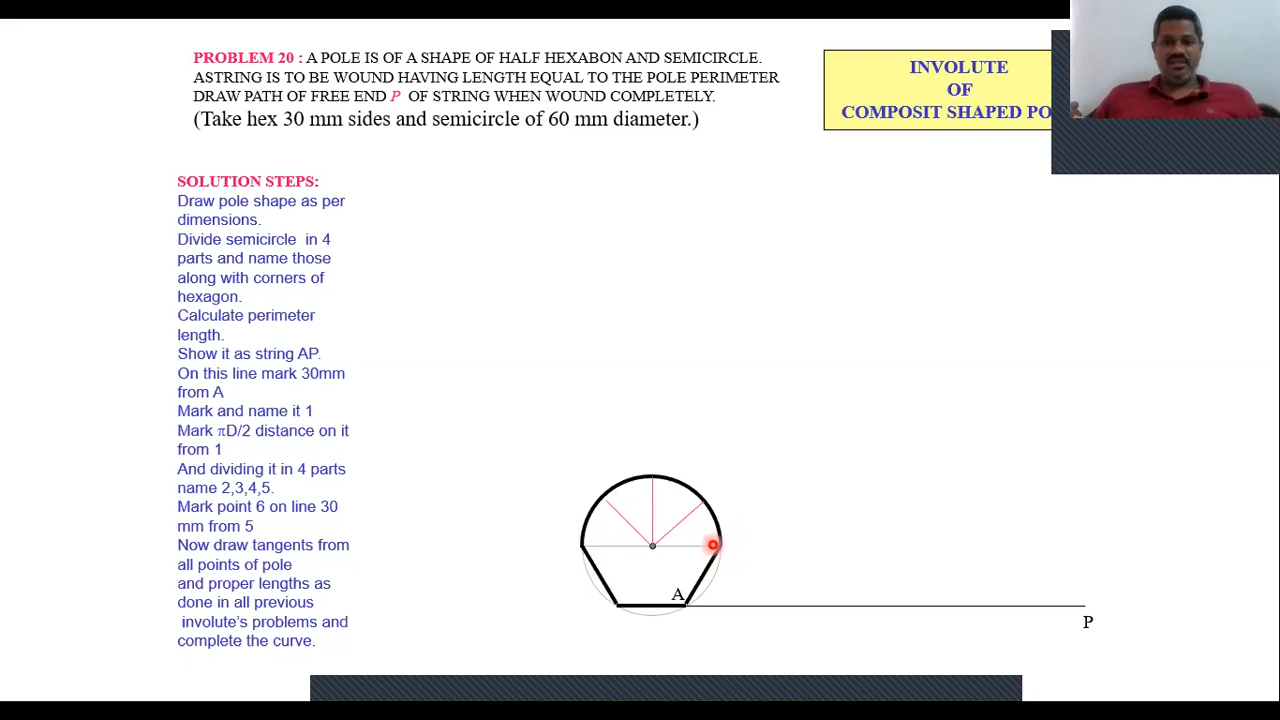 PROBLEM 20 : A POLE IS OF A SHAPE OF HALF HEXABON AND SEMICIRCLE.
ASTRING IS TO BE WOUND HAVING LENGTH EQUAL TO THE POLE PERIMETER
DRAW PATH OF FREE END P OF STRING WHEN WOUND COMPLETELY.
(Take hex 30 mm sides and semicircle of 60 mm diameter.)
INVOLUTE
OF
COMPOSIT SHAPED PO
SOLUTION STEPS:
Draw pole shape as per
dimensions.
Divide semicircle in 4
parts and name those
along with corners of
hexagon.
Calculate perimeter
length.
Show it as string AP.
On this line mark 30mm
from A
Mark and name it 1
Mark πD/2 distance on it
from 1
And dividing it in 4 parts
name 2,3,4,5.
Mark point 6 on line 30
mm from 5
Now draw tangents from
all points of pole
and proper lengths as
done in all previous
involute's problems and
complete the curve.
A
P